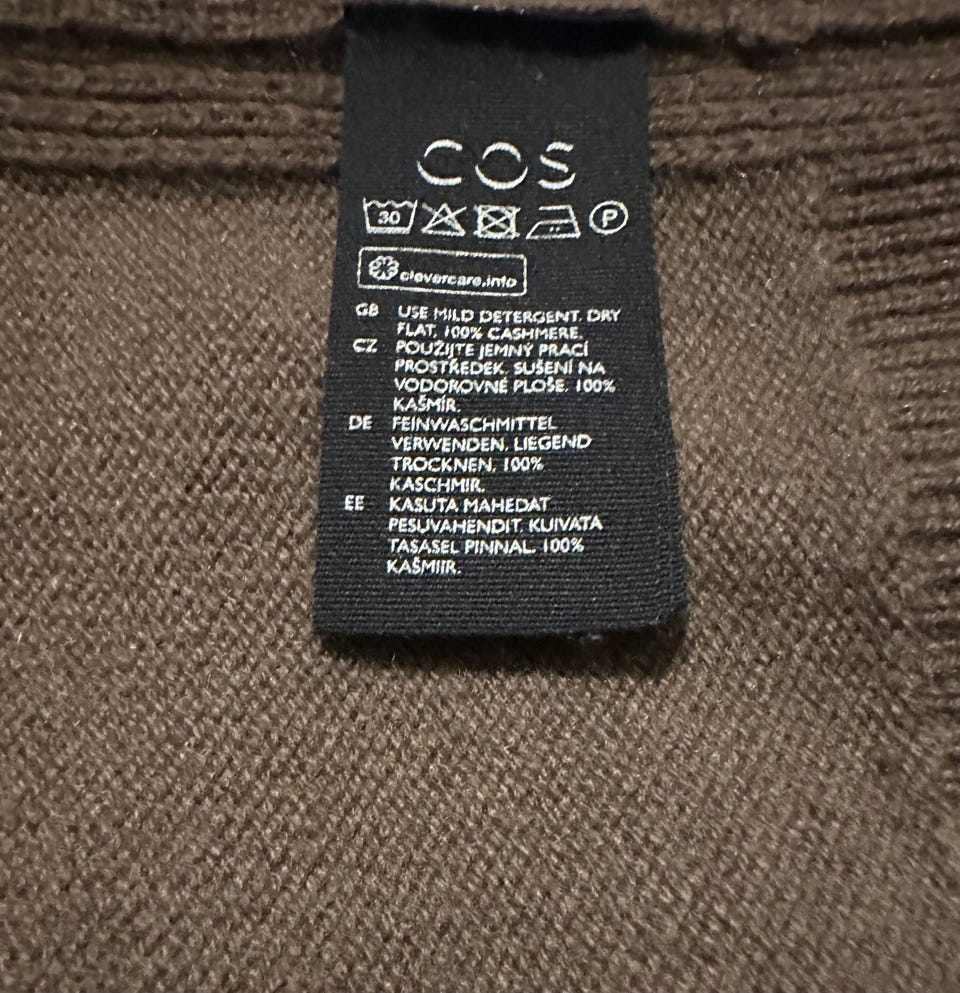 COS
30 P
clevercare.info
GB USE MILD DETERGENT. DRY
FLAT. 100% CASHMERE.
CZ POUŽIJTE JEMNÝ PRACÍ
PROSTŘEDEK. SUŠENÍ NA
VODOROVNÉ PLOŠE. 100%
KAŠMÍR.
DE FEINWASCHMITTEL
VERWENDEN. LIEGEND
TROCKNEN. 100%
KASCHMIR.
EE KASUTA MAHEDAT
PESUVAHENDIT. KUIVATA
TASASEL PINNAL. 100%
KAŠMIIR.